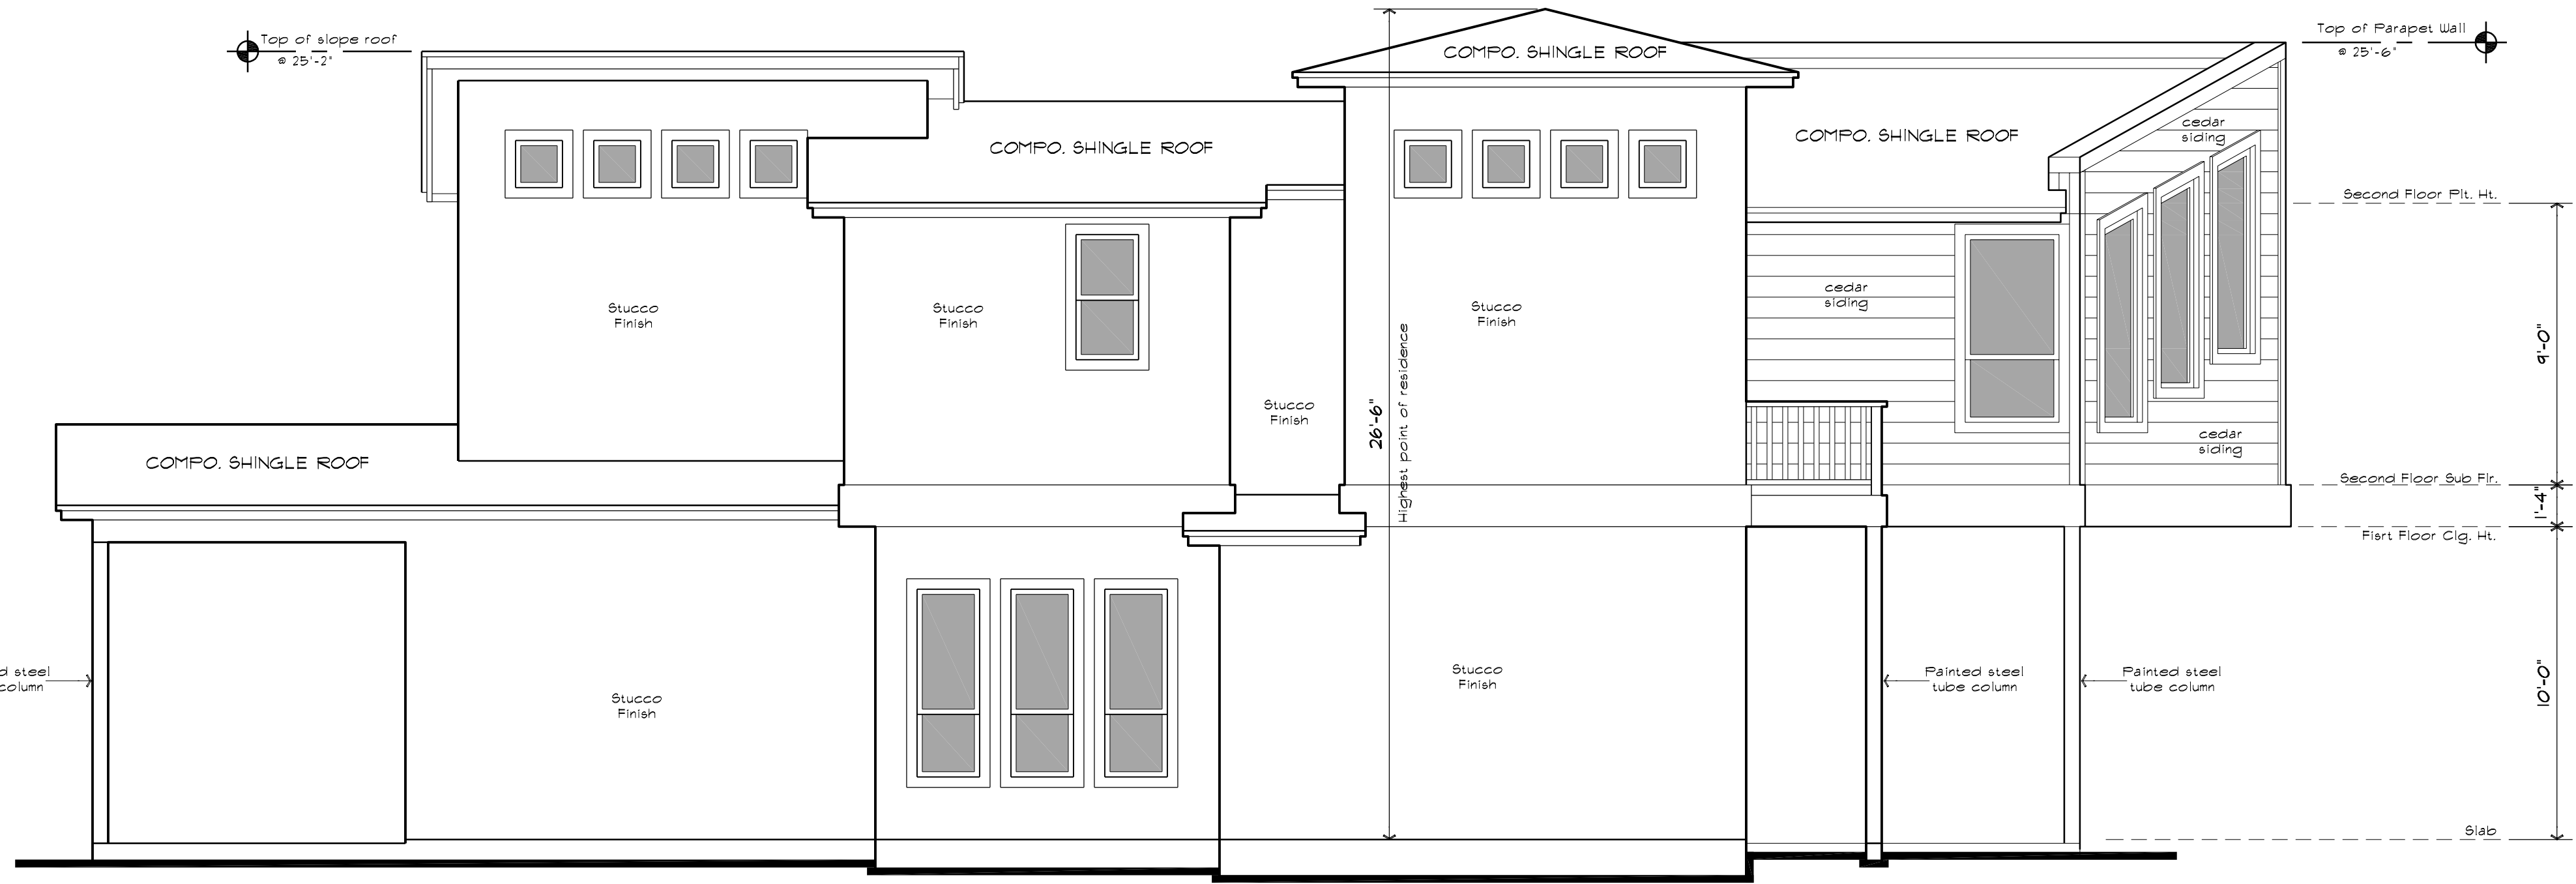 Top of slope roof
@ 25'-2"
COMPO. SHINGLE ROOF
Top of Parapet Wall
@ 25'-6"
COMPO. SHINGLE ROOF
COMPO. SHINGLE ROOF
cedar
siding
Second Floor Plt. Ht.
Stucco
Finish
Stucco
Finish
Stucco
Finish
cedar
siding
9'-0"
26'-6"
Highest point of residence
Stucco
Finish
COMPO. SHINGLE ROOF
cedar
siding
Second Floor Sub Flr.
1'-4"
Fisrt Floor Clg. Ht.
d steel
column
Stucco
Finish
Stucco
Finish
Painted steel
tube column
Painted steel
tube column
10'-0"
Slab